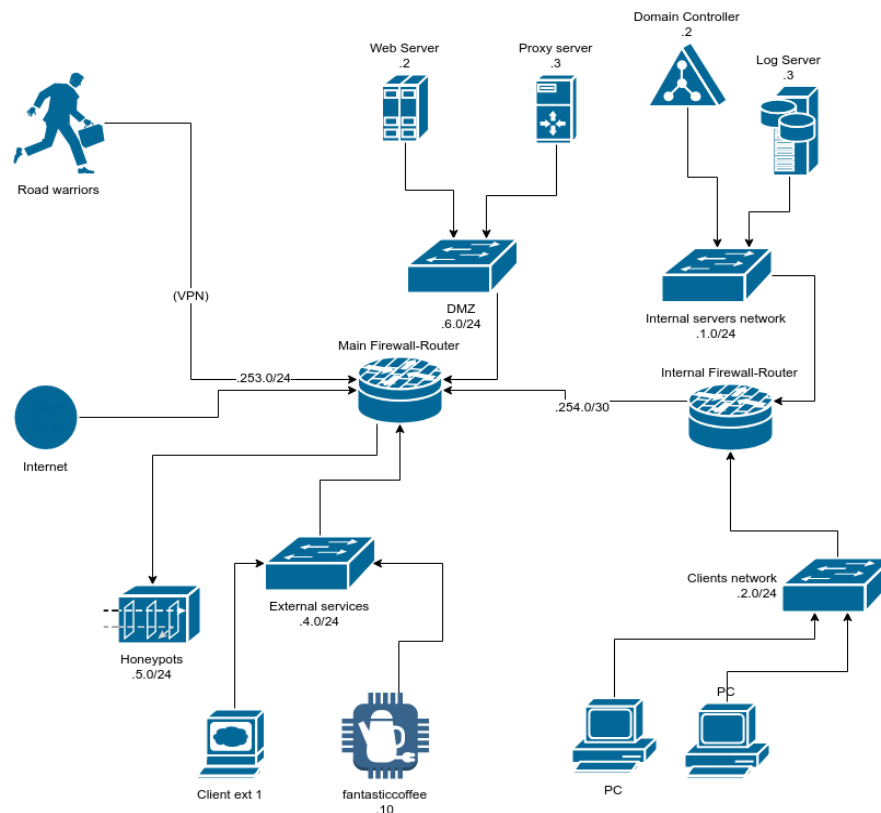 Domain Controller
.2
Web Server
.2
Proxy server
.3
Log Server
.3
Road warriors
(VPN)
DMZ
.6.0/24
Internal servers network
.1.0/24
Main Firewall-Router
.253.0/24
Internal Firewall-Router
.254.0/30
Internet
External services
.4.0/24
Clients network
.2.0/24
Honeypots
.5.0/24
PC
Client ext 1
fantasticcoffee
.10
PC